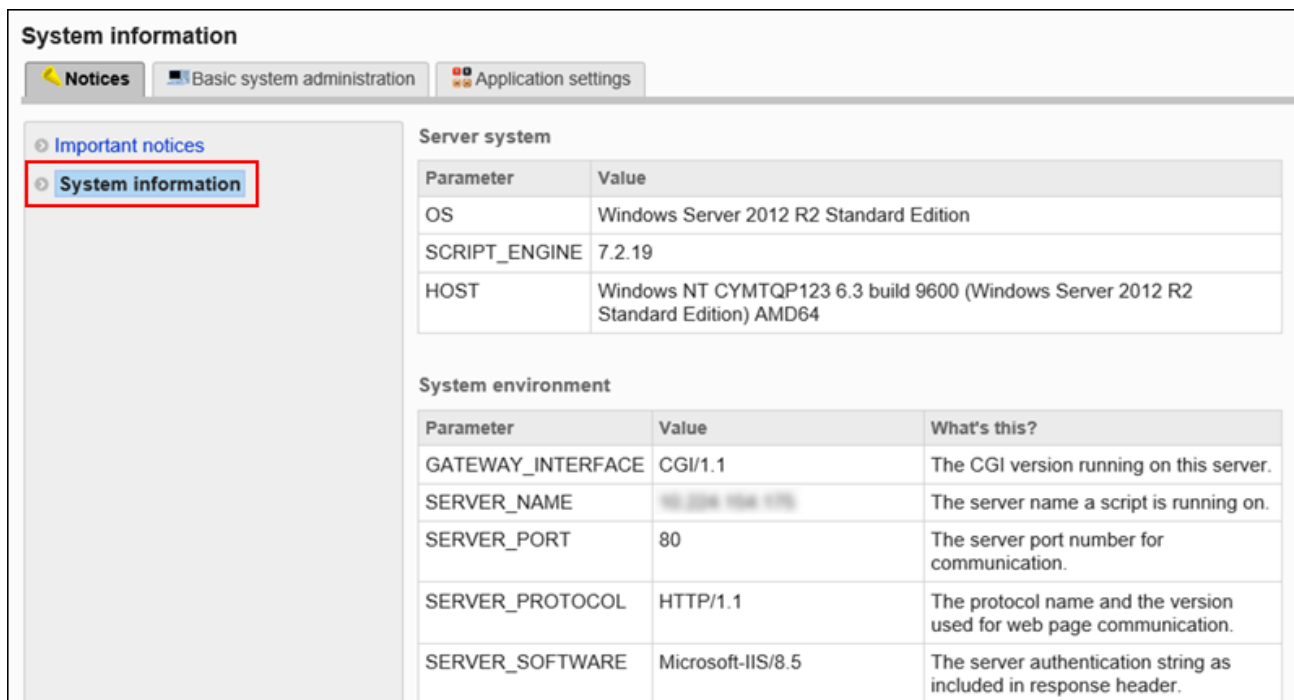 System information
Notices
Basic system administration
Application settings
Important notices
System information
Server system
Parameter Value
OS Windows Server 2012 R2 Standard Edition
SCRIPT_ENGINE 7.2.19
HOST Windows NT CYMTQP123 6.3 build 9600 (Windows Server 2012 R2
Standard Edition) AMD64
System environment
Parameter Value What's this?
GATEWAY_INTERFACE CGI/1.1 The CGI version running on this server.
SERVER_NAME The server name a script is running on.
SERVER_PORT 80 The server port number for
communication.
SERVER_PROTOCOL HTTP/1.1 The protocol name and the version
used for web page communication.
SERVER_SOFTWARE Microsoft-IIS/8.5 The server authentication string as
included in response header.